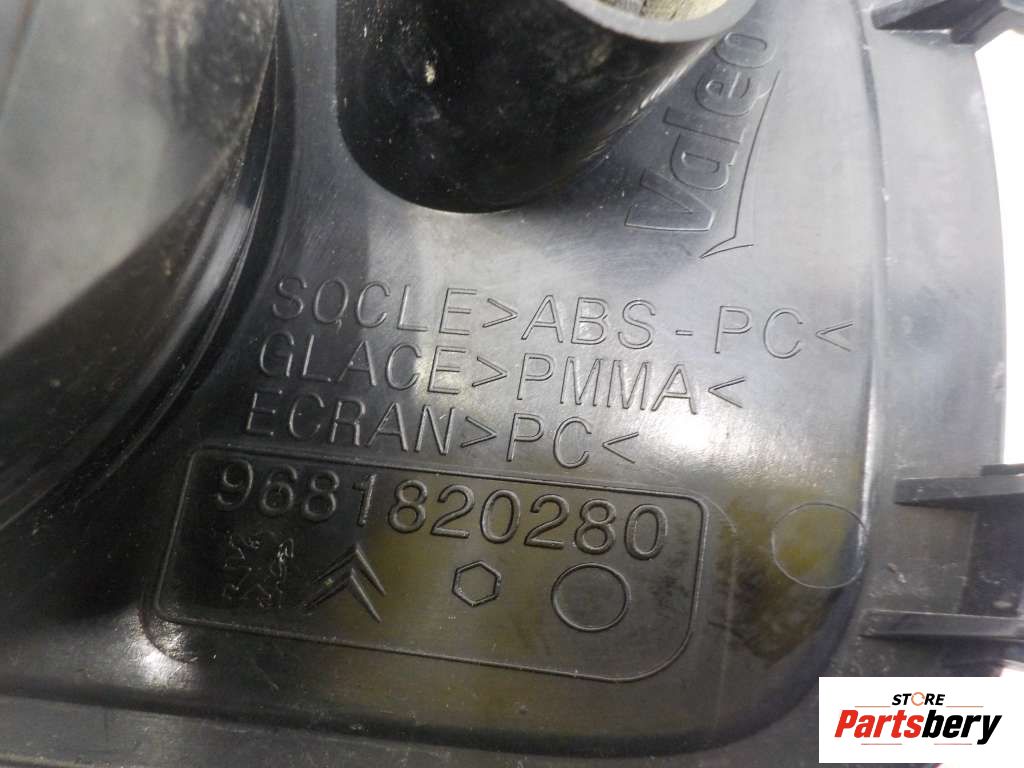 Valeo
SOCLE>ABS-PC<
GLACE>PMMA<
ECRAN>PC<
9681820280
STORE
Partsbery